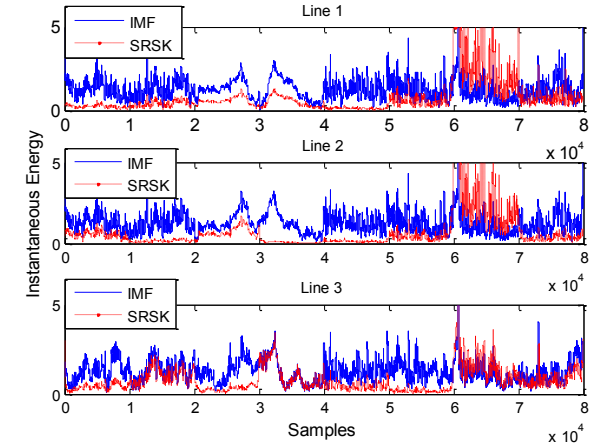 Line 1
5
IMF
SRSK
0
0 1 2 3 4 5 6 7 8
x 10^4
Line 2
5
IMF
SRSK
0
0 1 2 3 4 5 6 7 8
x 10^4
Line 3
5
IMF
SRSK
0
0 1 2 3 4 5 6 7 8
x 10^4
Instantaneous Energy
Samples